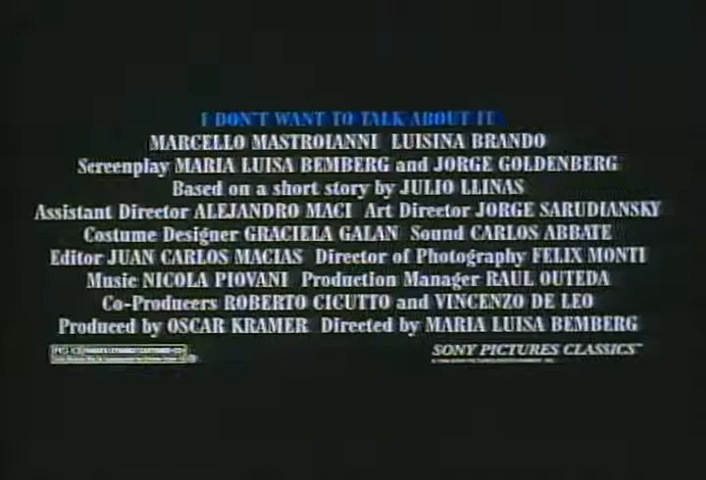 I DON'T WANT TO TALK ABOUT IT
MARCELLO MASTROIANNI LUISINA BRANDO
Screenplay MARIA LUISA BEMBERG and JORGE GOLDENBERG
Based on a short story by JULIO LLINAS
Assistant Director ALEJANDRO MACI Art Director JORGE SARUDIANSKY
Costume Designer GRACIELA GALAN Sound CARLOS ABBATE
Editor JUAN CARLOS MACIAS Director of Photography FELIX MONTI
Music NICOLA PIOVANI Production Manager RAUL OUTEDA
Co-Producers ROBERTO CICUTTO and VINCENZO DE LEO
Produced by OSCAR KRAMER Directed by MARIA LUISA BEMBERG
SONY PICTURES CLASSICS